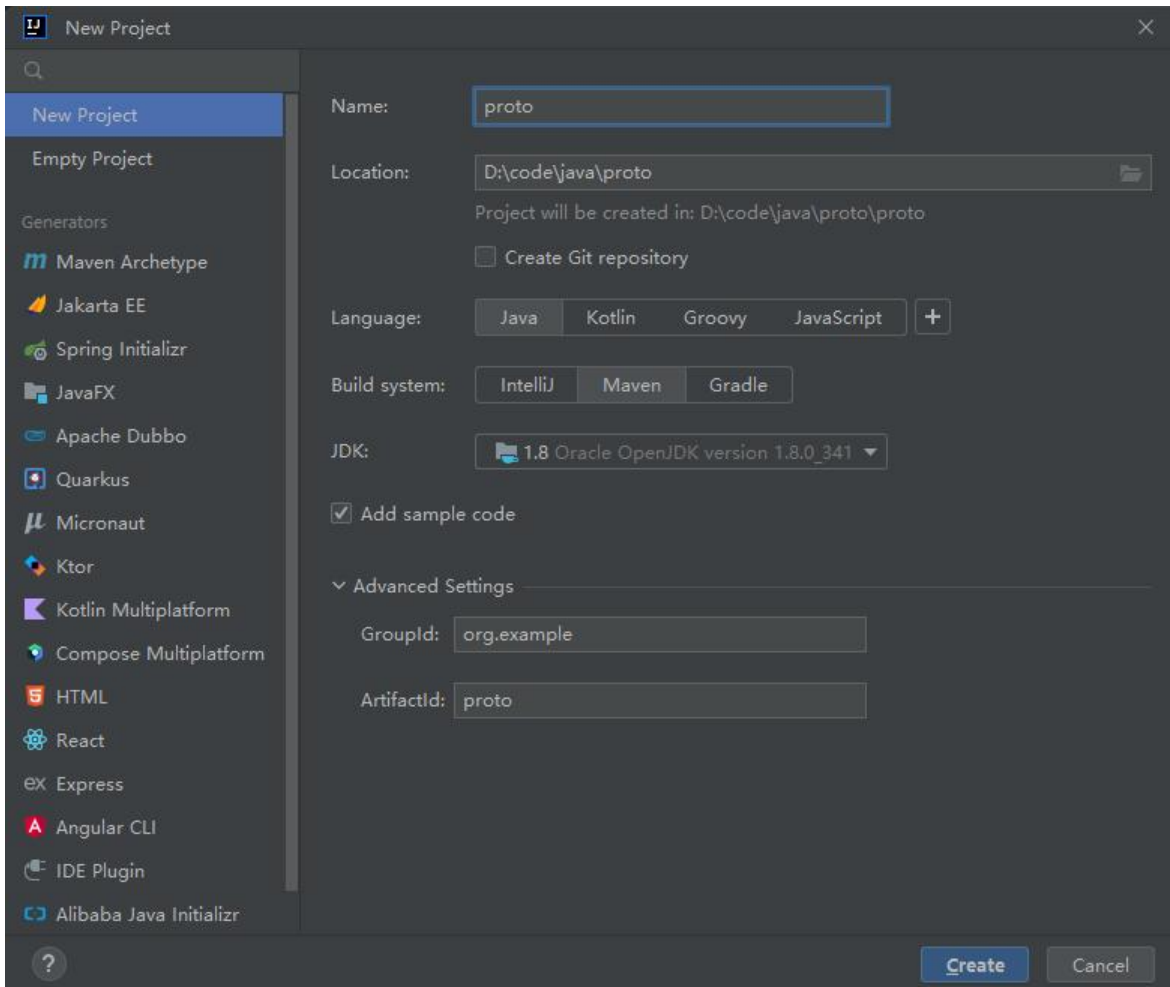 New Project
New Project
Empty Project
Generators
Maven Archetype
Jakarta EE
Spring Initializr
JavaFX
Apache Dubbo
Quarkus
Micronaut
Ktor
Kotlin Multiplatform
Compose Multiplatform
HTML
React
ex Express
Angular CLI
IDE Plugin
Alibaba Java Initializr
Name: proto
Location: D:\code\java\proto
Project will be created in: D:\code\java\proto\proto
Create Git repository
Language: Java Kotlin Groovy JavaScript +
Build system: IntelliJ Maven Gradle
JDK: 1.8 Oracle OpenJDK version 1.8.0_341
Add sample code
Advanced Settings
GroupId: org.example
ArtifactId: proto
? Create Cancel